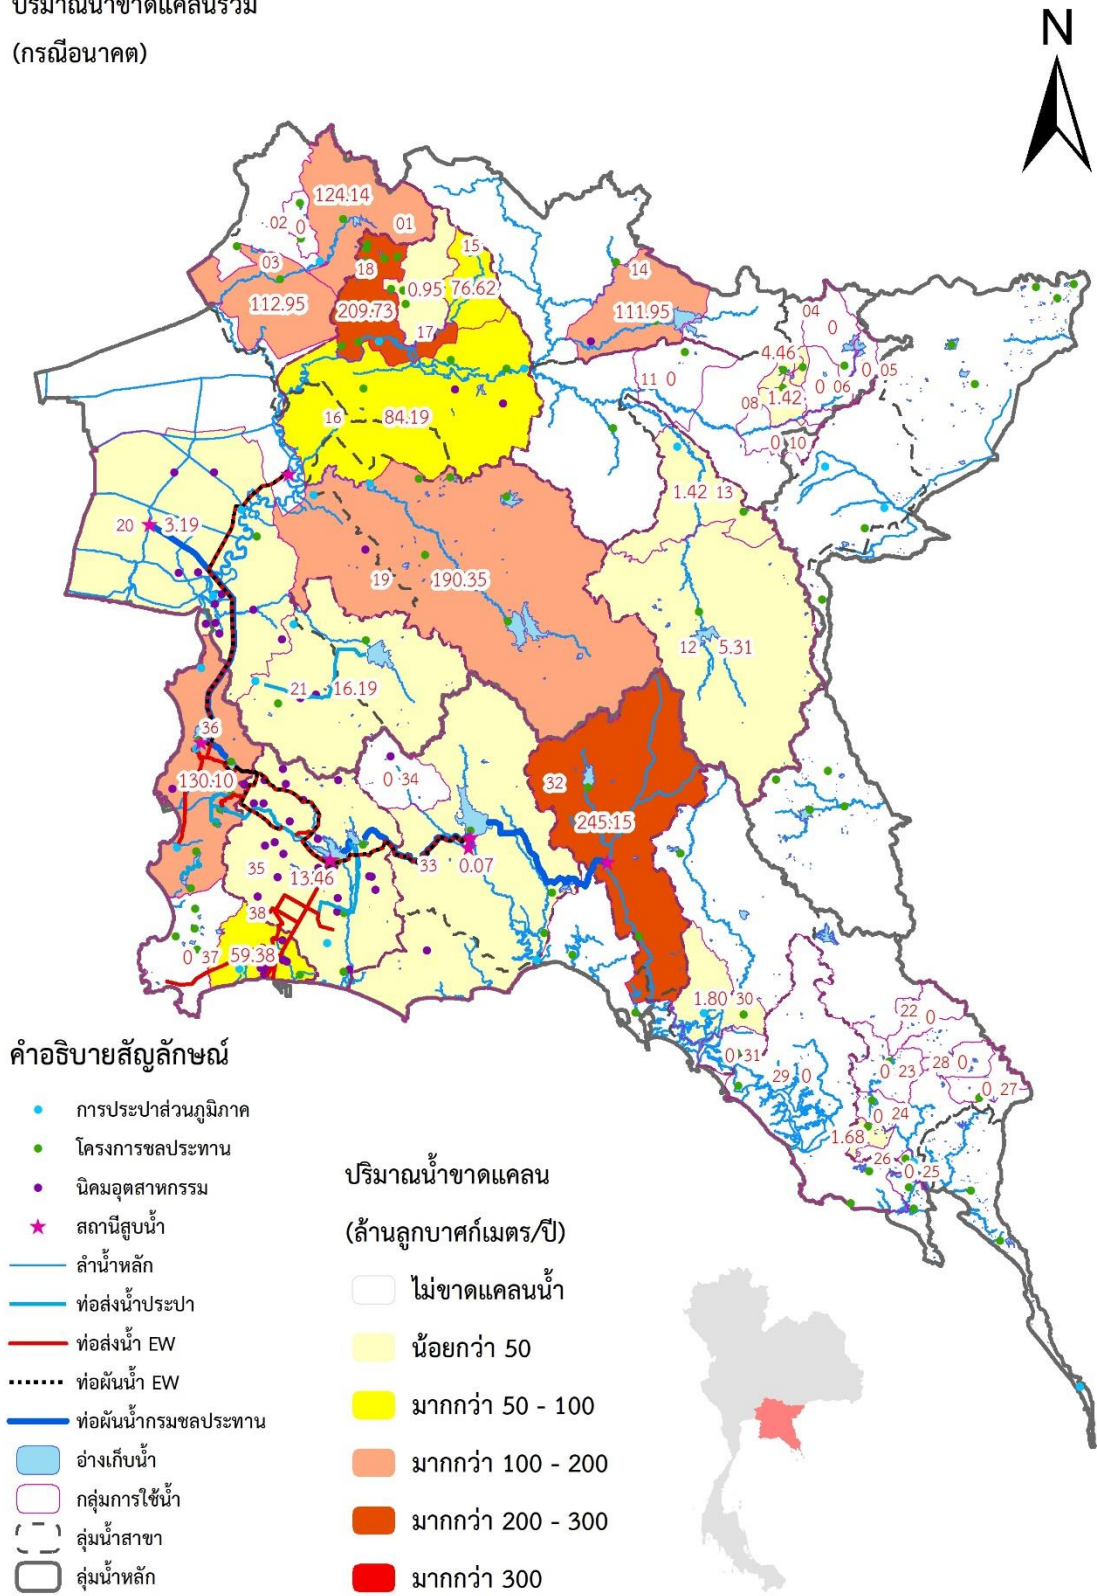 ปริมาณน้ำขาดแคลนรวม
(กรณีอนาคต)
N
124.14
02 0
01
03
15
18
14
112.95
0.95 76.62
209.73
111.95
17
04
0
4.46
11 0
0 05
0 06
08 1.42
16 84.19
0 10
1.42 13
20 3.19
19 190.35
12 5.31
21 16.19
36
130.10
0 34
32
245.15
35
13.46
33
0.07
38
0 37
59.38
1.80 30
22 0
0 31
29 0
28 0
0 23
0 27
0 24
1.68
26
0 25
คำอธิบายสัญลักษณ์
การประปาส่วนภูมิภาค
โครงการชลประทาน
นิคมอุตสาหกรรม
สถานีสูบน้ำ
ลำน้ำหลัก
ท่อส่งน้ำประปา
ท่อส่งน้ำ EW
ท่อผันน้ำ EW
ท่อผันน้ำกรมชลประทาน
อ่างเก็บน้ำ
กลุ่มการใช้น้ำ
ลุ่มน้ำสาขา
ลุ่มน้ำหลัก
ปริมาณน้ำขาดแคลน
(ล้านลูกบาศก์เมตร/ปี)
ไม่ขาดแคลนน้ำ
น้อยกว่า 50
มากกว่า 50 - 100
มากกว่า 100 - 200
มากกว่า 200 - 300
มากกว่า 300